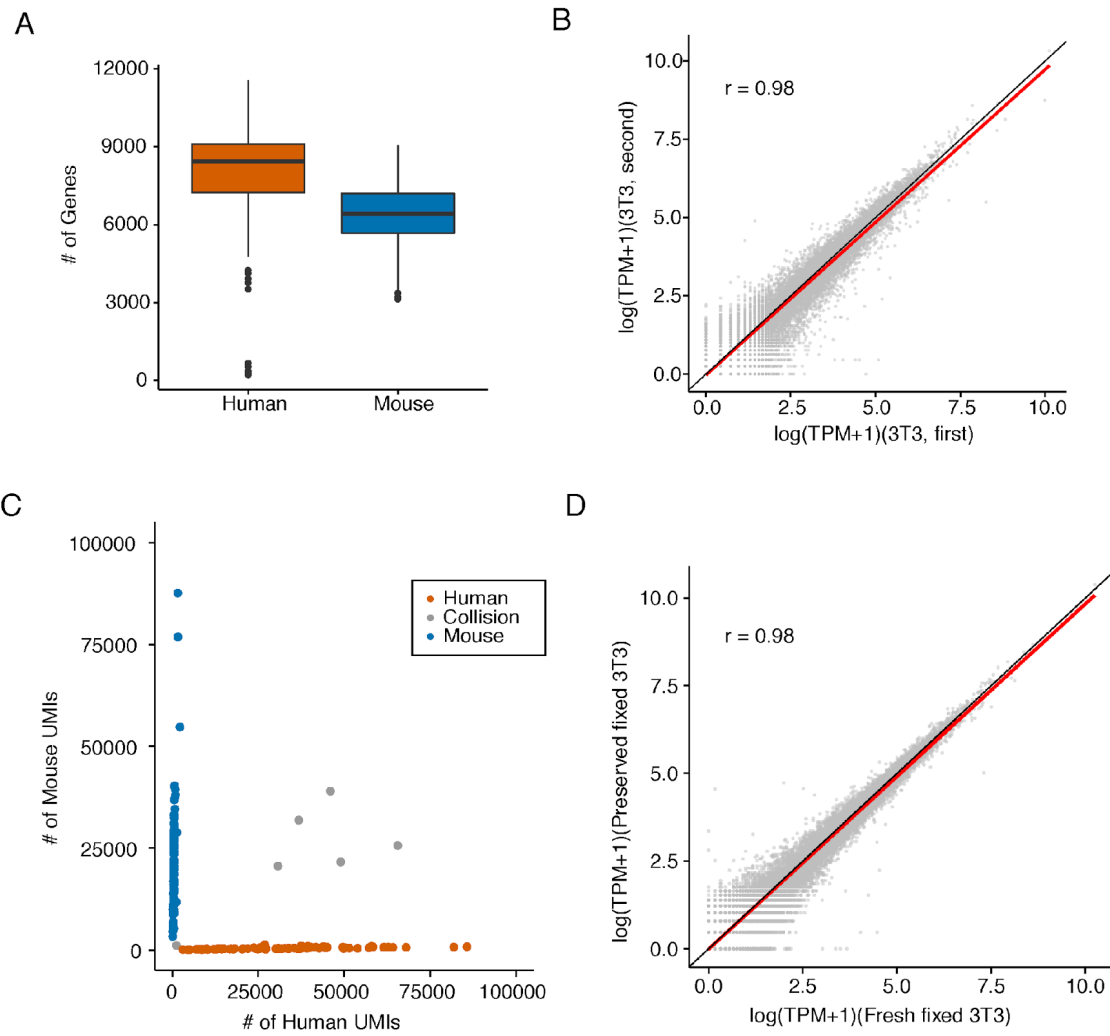 A
12000
9000
6000
3000
0
# of Genes
Human
Mouse
B
10.0
7.5
5.0
2.5
0.0
log(TPM+1)(3T3, second)
r = 0.98
0.0 2.5 5.0 7.5 10.0
log(TPM+1)(3T3, first)
C
100000
75000
50000
25000
0
# of Mouse UMIs
Human
Collision
Mouse
0 25000 50000 75000 100000
# of Human UMIs
D
10.0
7.5
5.0
2.5
0.0
log(TPM+1)(Preserved fixed 3T3)
r = 0.98
0.0 2.5 5.0 7.5 10.0
log(TPM+1)(Fresh fixed 3T3)